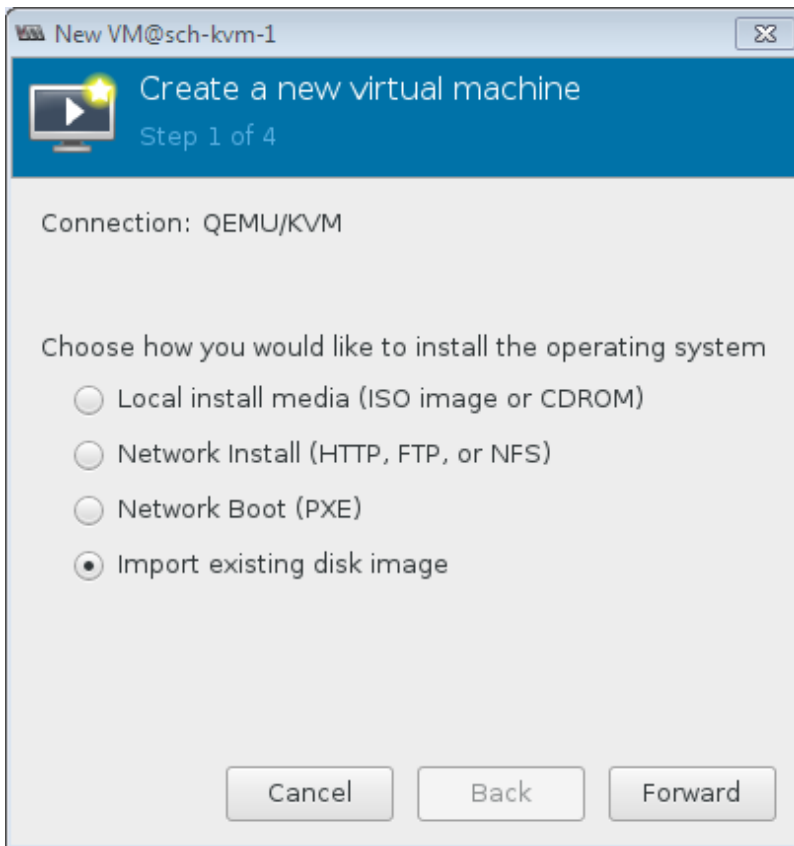 New VM@sch-kvm-1
Create a new virtual machine
Step 1 of 4
Connection: QEMU/KVM
Choose how you would like to install the operating system
Local install media (ISO image or CDROM)
Network Install (HTTP, FTP, or NFS)
Network Boot (PXE)
Import existing disk image
Cancel Back Forward